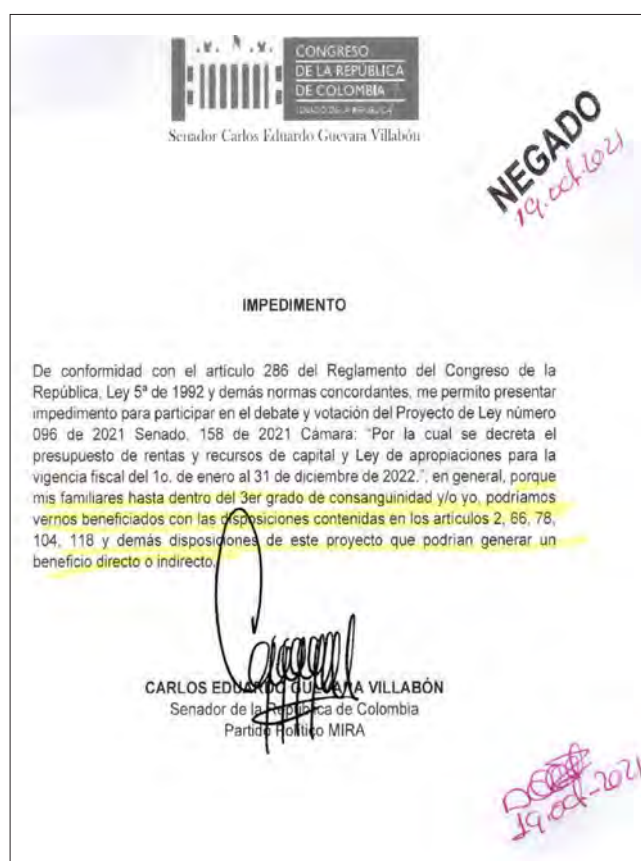 CONGRESO
DE LA REPÚBLICA
DE COLOMBIA
SENADO DE LA REPÚBLICA
Senador Carlos Eduardo Guevara Villabón
NEGADO
19.oct-2021
IMPEDIMENTO
De conformidad con el artículo 286 del Reglamento del Congreso de la
República, Ley 5ª de 1992 y demás normas concordantes, me permito presentar
impedimento para participar en el debate y votación del Proyecto de Ley número
096 de 2021 Senado, 158 de 2021 Cámara: "Por la cual se decreta el
presupuesto de rentas y recursos de capital y Ley de apropiaciones para la
vigencia fiscal del 1o. de enero al 31 de diciembre de 2022.", en general, porque
mis familiares hasta dentro del 3er grado de consanguinidad y/o yo, podríamos
vernos beneficiados con las disposiciones contenidas en los artículos 2, 66, 78,
104, 118 y demás disposiciones de este proyecto que podrían generar un
beneficio directo o indirecto.
CARLOS EDUARDO GUEVARA VILLABÓN
Senador de la República de Colombia
Partido Político MIRA
19.oct-2021